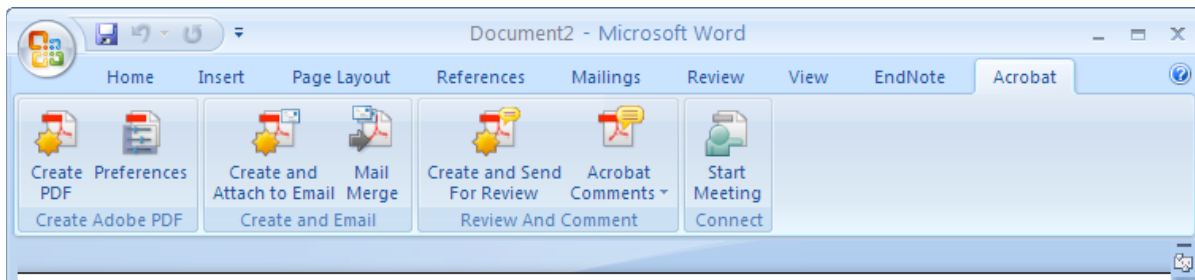 Document2 - Microsoft Word
Home Insert Page Layout References Mailings Review View EndNote Acrobat
Create PDF
Preferences
Create and Attach to Email
Mail Merge
Create and Send For Review
Acrobat Comments
Start Meeting
Create Adobe PDF
Create and Email
Review And Comment
Connect